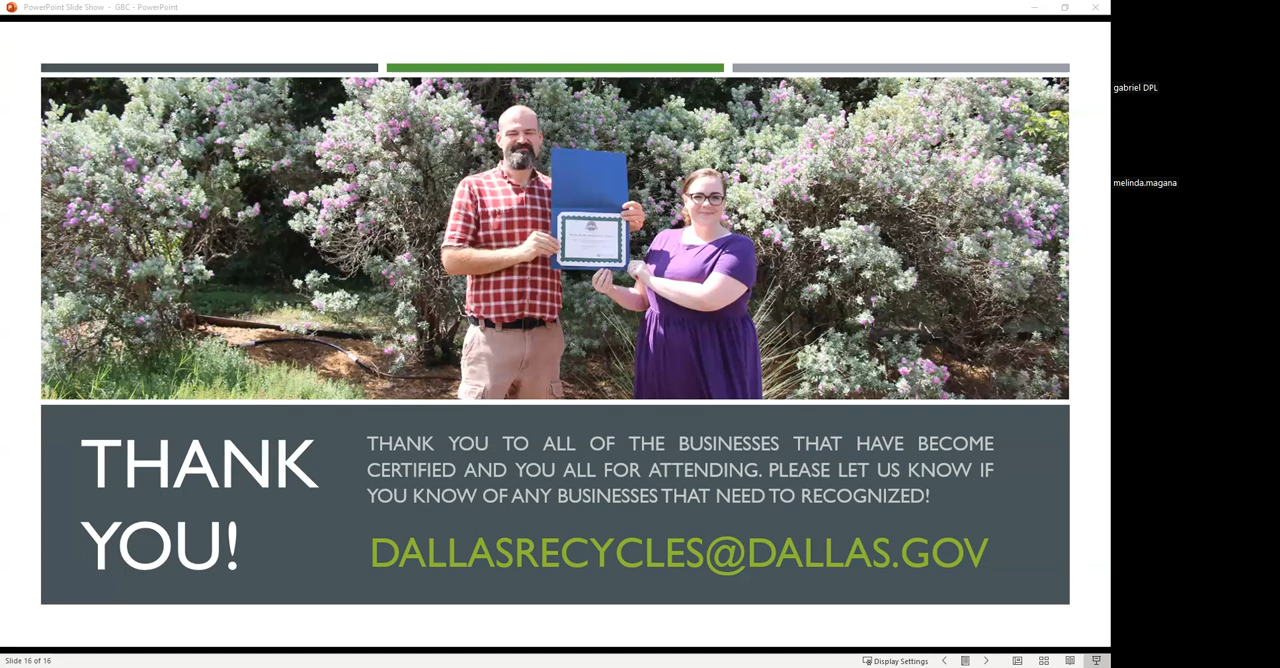 PowerPoint Slide Show - GBC - PowerPoint
gabriel DPL
melinda.magana
THANK
YOU!
THANK YOU TO ALL OF THE BUSINESSES THAT HAVE BECOME
CERTIFIED AND YOU ALL FOR ATTENDING. PLEASE LET US KNOW IF
YOU KNOW OF ANY BUSINESSES THAT NEED TO RECOGNIZED!
DALLASRECYCLES@DALLAS.GOV
Slide 16 of 16
Display Settings